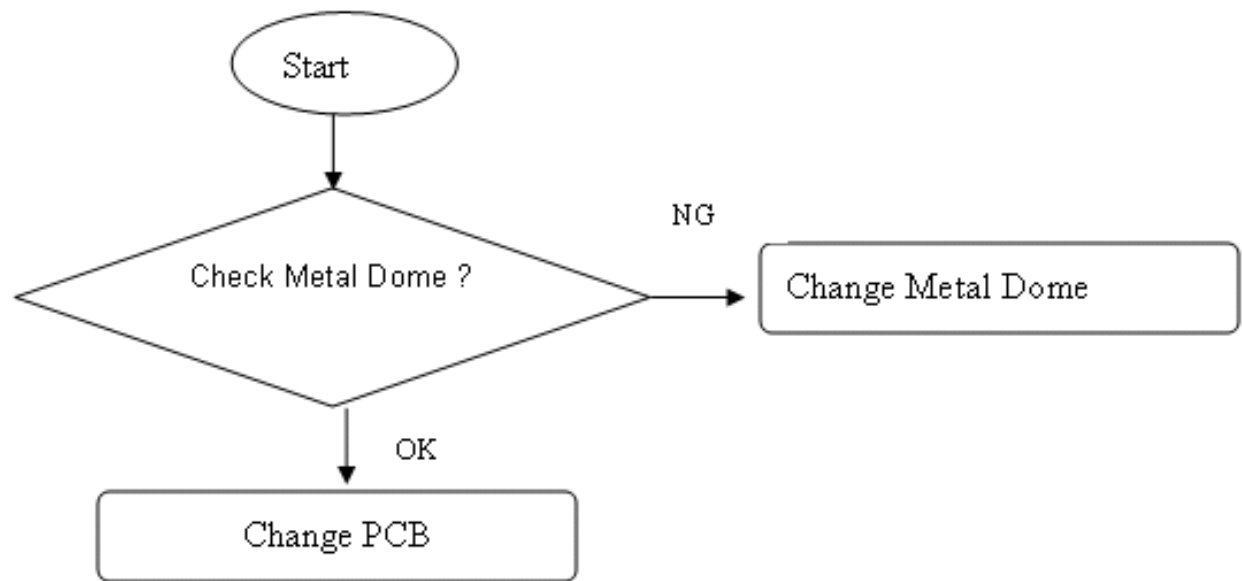 Start
NG
Check Metal Dome ?
Change Metal Dome
OK
Change PCB